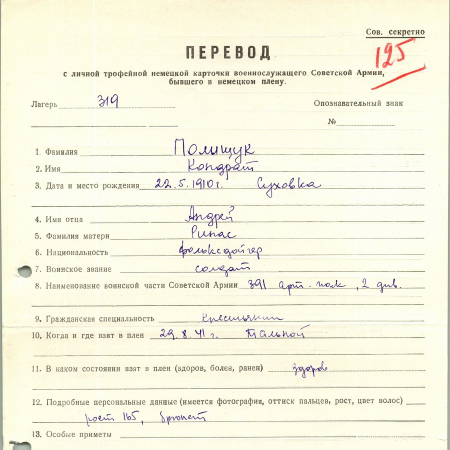 Сов. секретно
125
ПЕРЕВОД
с личной трофейной немецкой карточки военнослужащего Советской Армии,
бывшего в немецком плену.
Лагерь 319 Опознавательный знак
№
1. Фамилия Полищук
2. Имя Кондрат
3. Дата и место рождения 22.5.1910г. Суховка
4. Имя отца Андрей
5. Фамилия матери Ринас
6. Национальность фольксдойчер
7. Воинское звание солдат
8. Наименование воинской части Советской Армии 391 арт. полк, 2 див.
9. Гражданская специальность Крестьянин
10. Когда и где взят в плен 29.8.41г. Тальной
11. В каком состоянии взят в плен (здоров, болен, ранен) здоров
12. Подробные персональные данные (имеется фотография, оттиск пальцев, рост, цвет волос)
рост 165, брюнет
13. Особые приметы